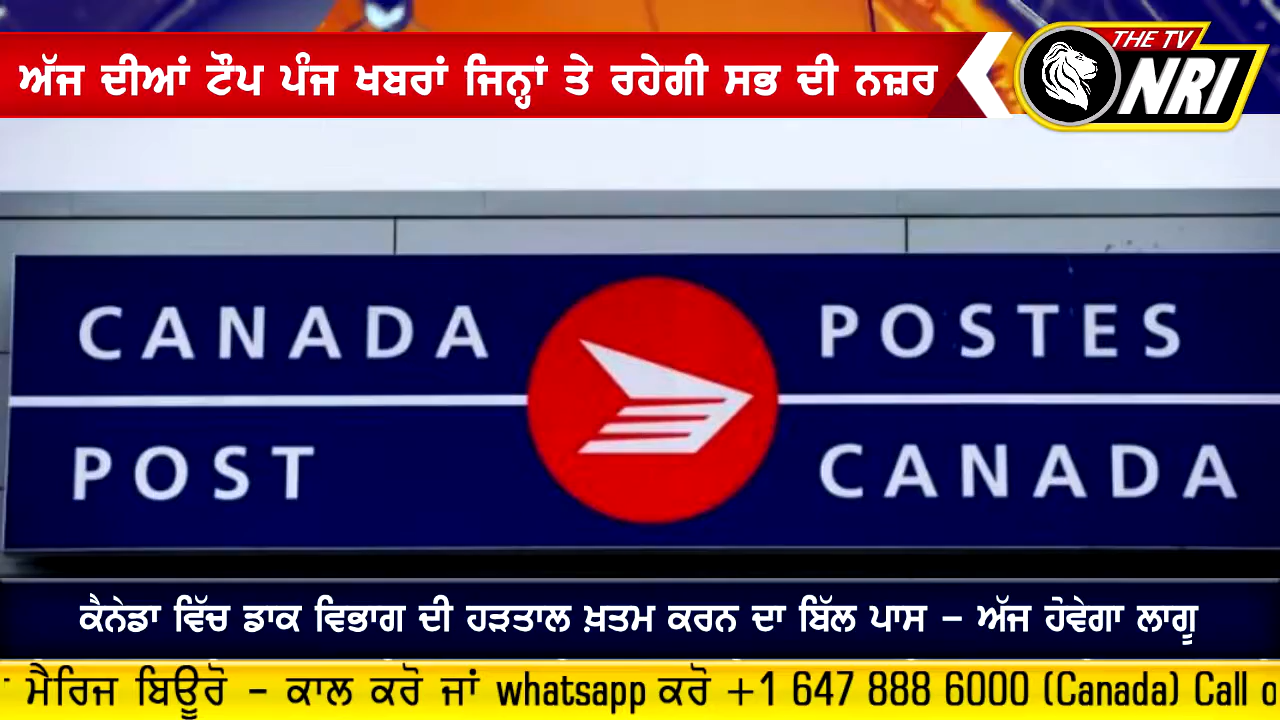 ਅੱਜ ਦੀਆਂ ਟੌਪ ਪੰਜ ਖਬਰਾਂ ਜਿਨ੍ਹਾਂ ਤੇ ਰਹੇਗੀ ਸਭ ਦੀ ਨਜ਼ਰ
THE TV
NRI
CANADA
POST
POSTES
CANADA
ਕੈਨੇਡਾ ਵਿੱਚ ਡਾਕ ਵਿਭਾਗ ਦੀ ਹੜਤਾਲ ਖ਼ਤਮ ਕਰਨ ਦਾ ਬਿੱਲ ਪਾਸ – ਅੱਜ ਹੋਵੇਗਾ ਲਾਗੂ
ਮੈਰਿਜ ਬਿਊਰੋ - ਕਾਲ ਕਰੋ ਜਾਂ whatsapp ਕਰੋ +1 647 888 6000 (Canada) Call